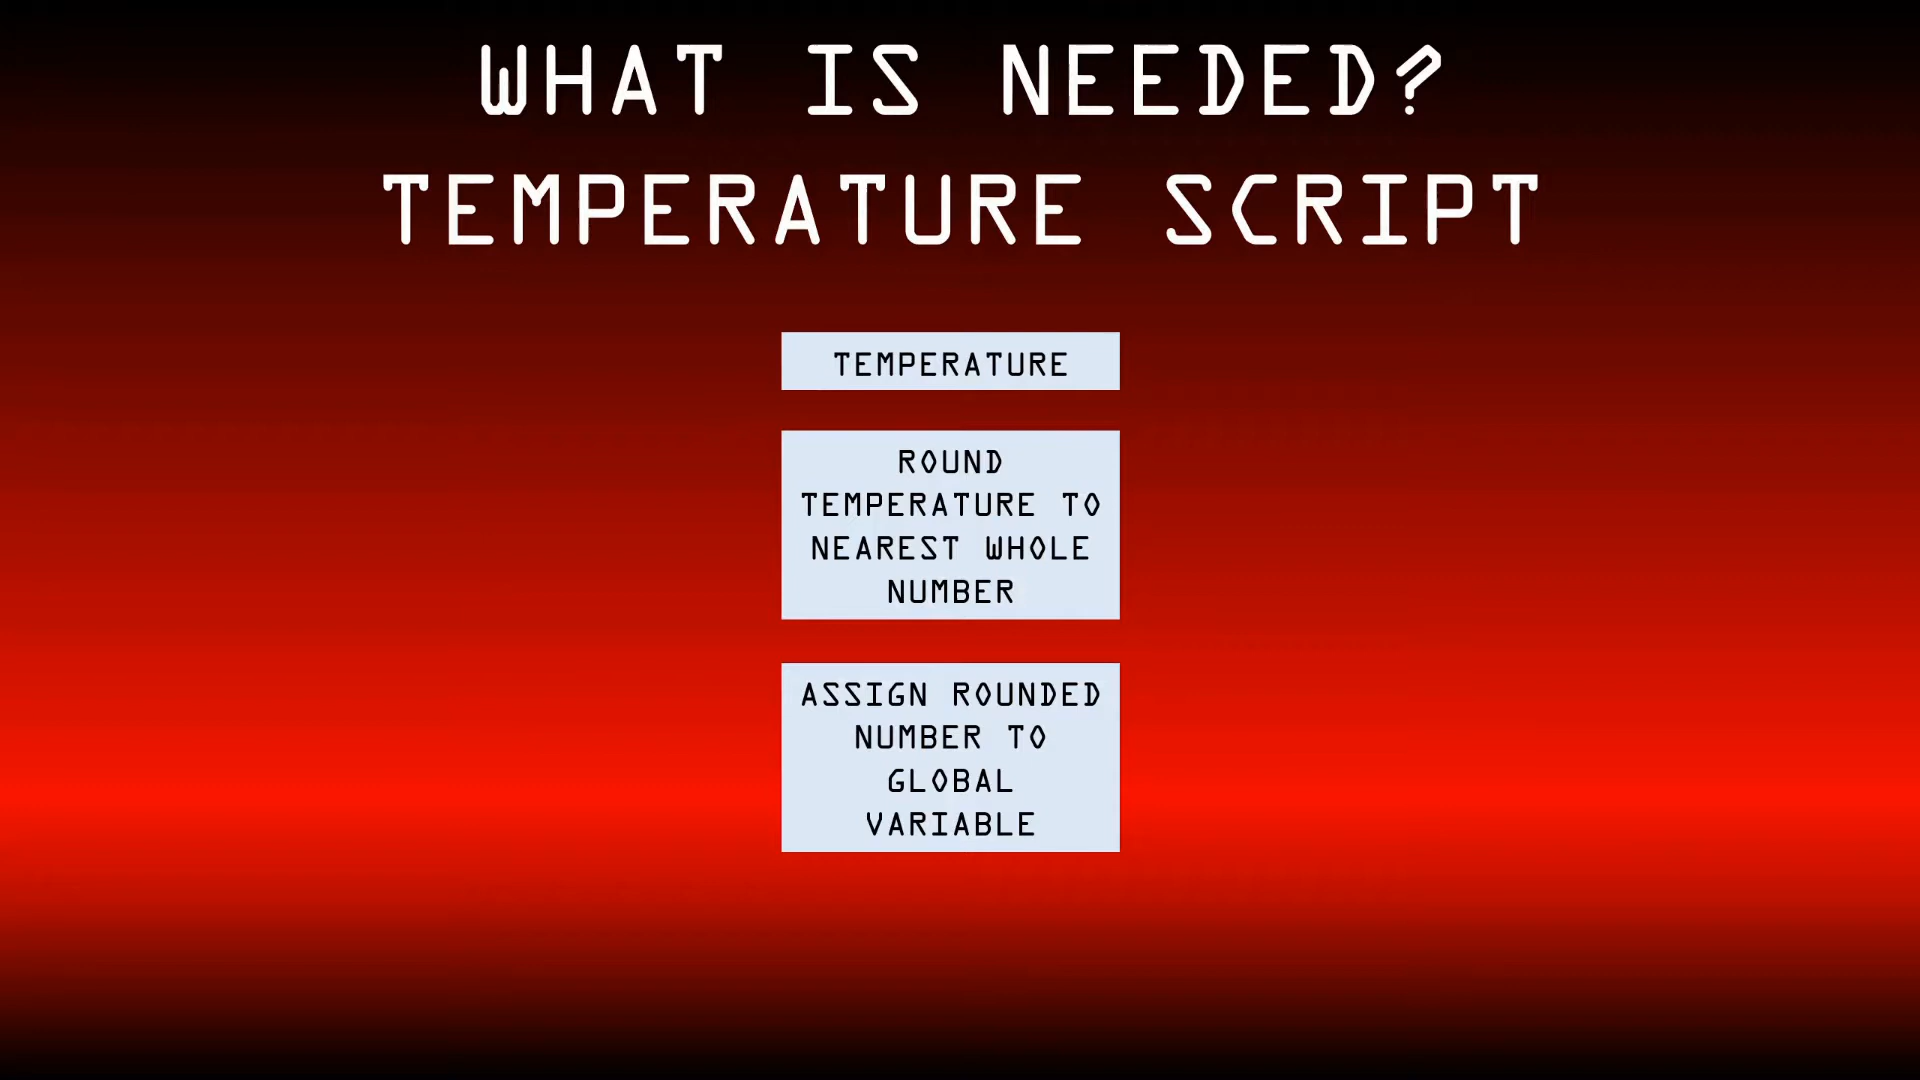 WHAT IS NEEDED?
TEMPERATURE SCRIPT
TEMPERATURE
ROUND
TEMPERATURE TO
NEAREST WHOLE
NUMBER
ASSIGN ROUNDED
NUMBER TO
GLOBAL
VARIABLE